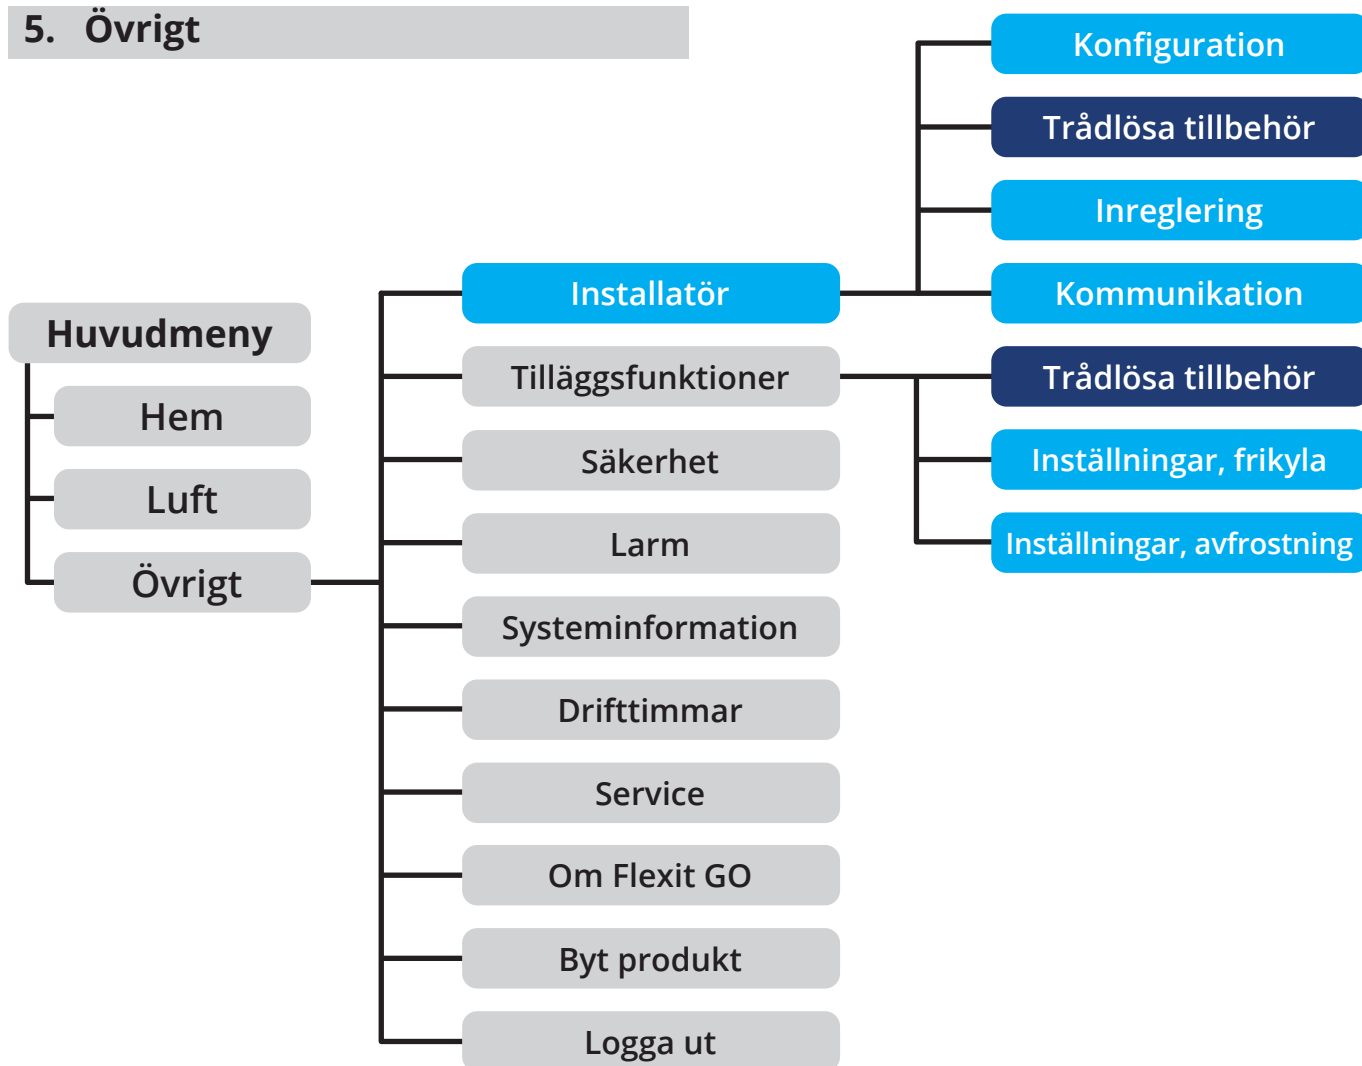 5. Övrigt
Huvudmeny
Hem
Luft
Övrigt
Installatör
Tilläggsfunktioner
Säkerhet
Larm
Systeminformation
Drifttimmar
Service
Om Flexit GO
Byt produkt
Logga ut
Konfiguration
Trådlösa tillbehör
Inreglering
Kommunikation
Trådlösa tillbehör
Inställningar, frikyla
Inställningar, avfrostning